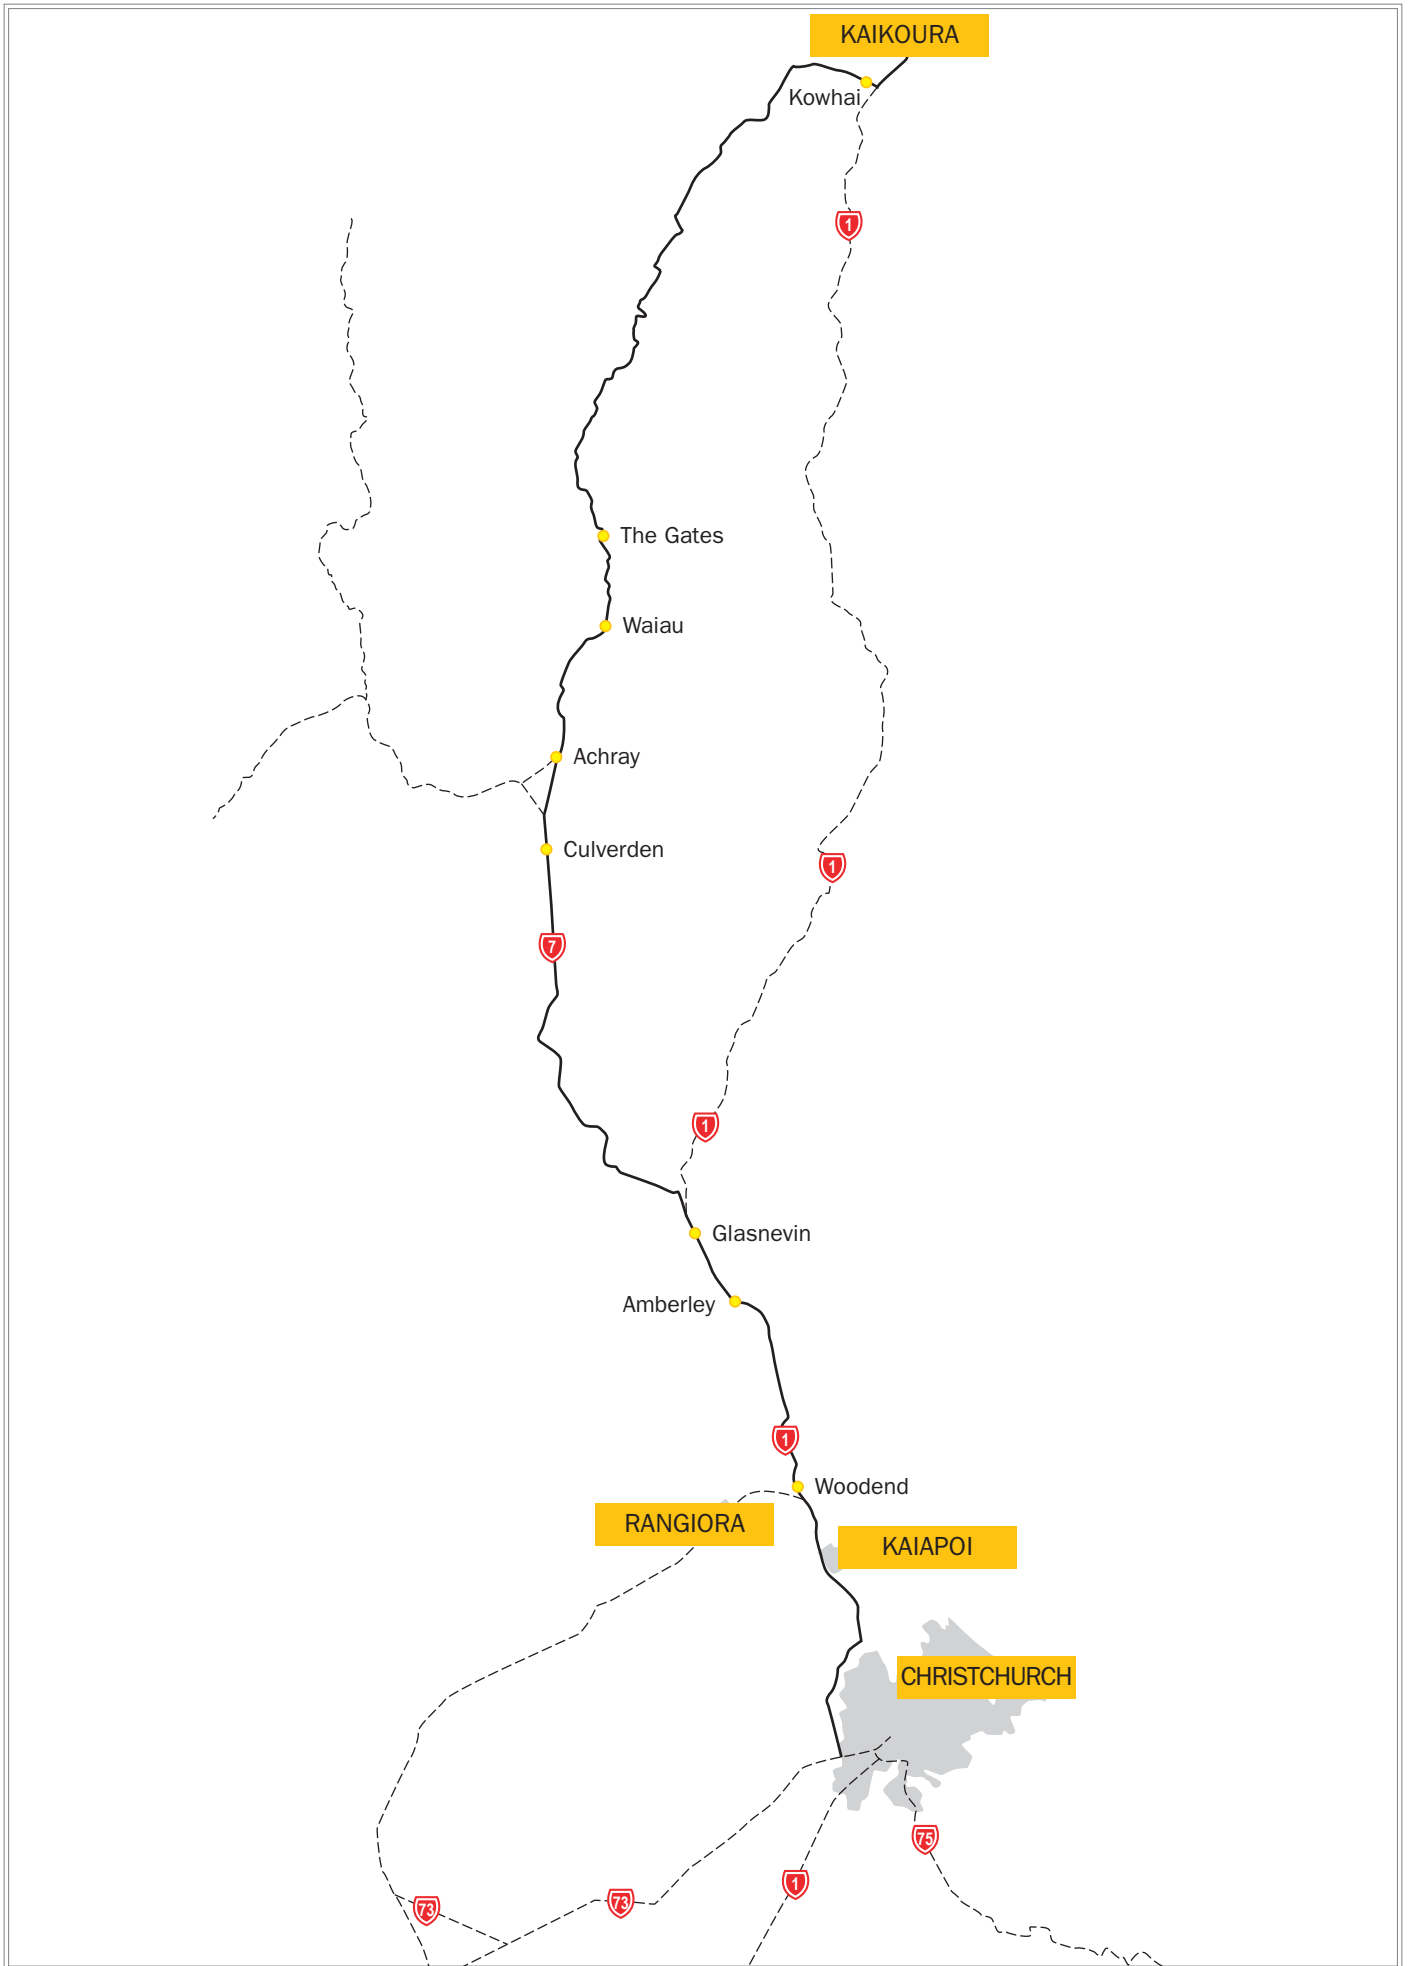 KAIKOURA
Kowhai
1
The Gates
Waiau
Achray
Culverden
1
7
1
Glasnevin
Amberley
1
Woodend
RANGIORA
KAIAPOI
CHRISTCHURCH
75
1
73
73